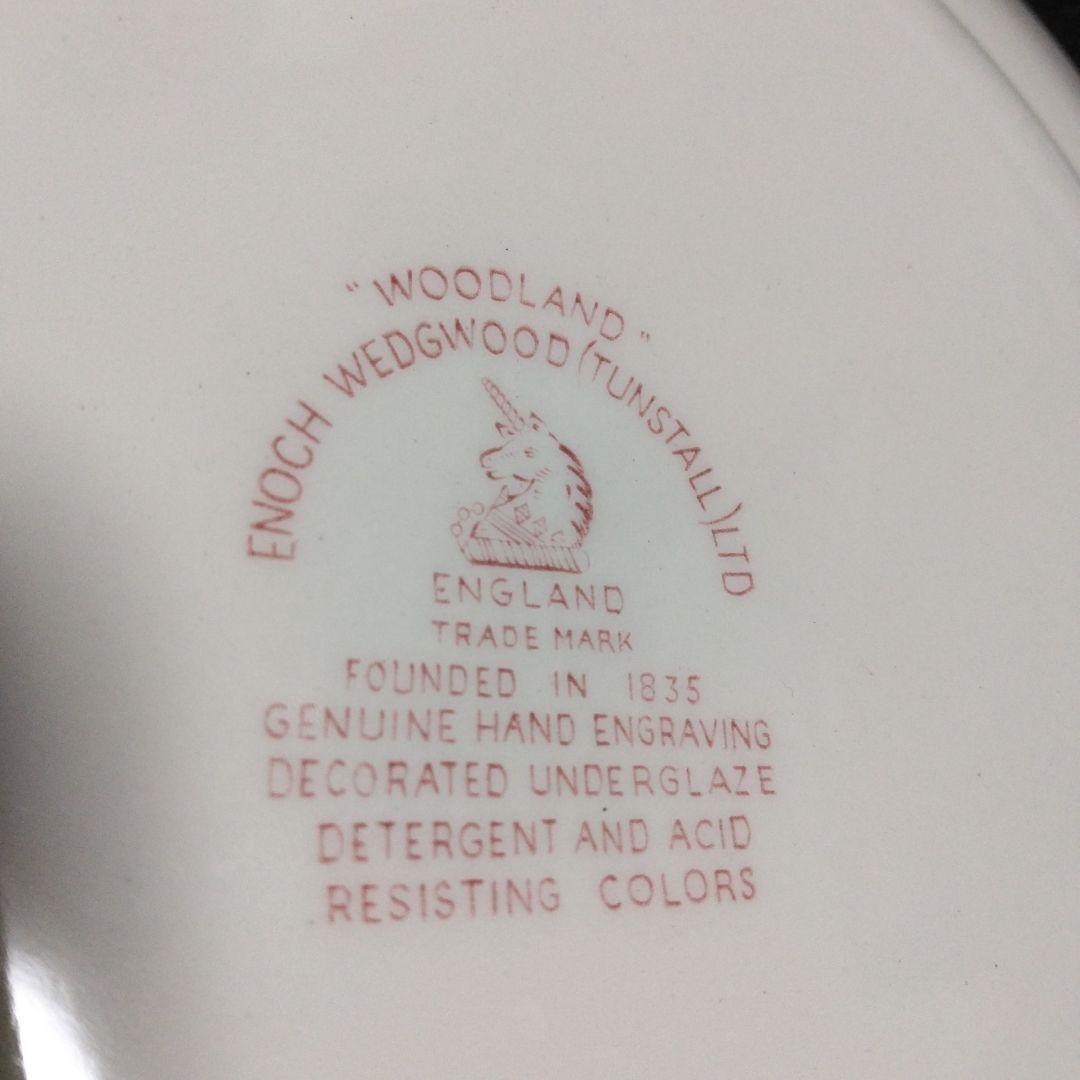 "WOODLAND"
ENOCH WEDGWOOD (TUNSTALL) LTD
ENGLAND
TRADE MARK
FOUNDED IN 1835
GENUINE HAND ENGRAVING
DECORATED UNDERGLAZE
DETERGENT AND ACID
RESISTING COLORS